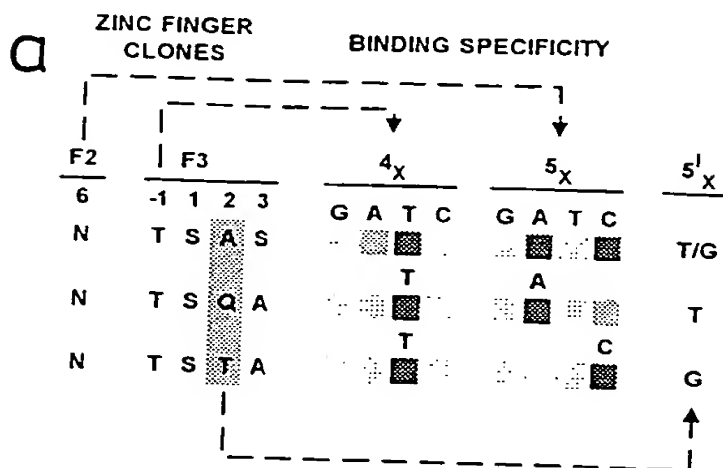 a
ZINC FINGER CLONES
BINDING SPECIFICITY
F2 F3 4X 5X 5'X
6 -1 1 2 3
G A T C G A T C
N T S A S T/G
T A
N T S Q A T
T C
N T S T A G